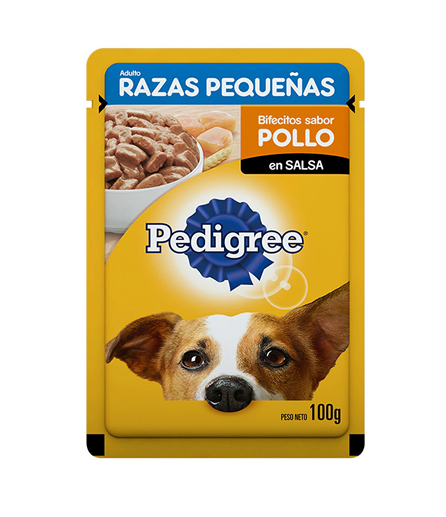 Adulto
RAZAS PEQUEÑAS
Bifecitos sabor
POLLO
en SALSA
Pedigree®
PESO NETO 100g